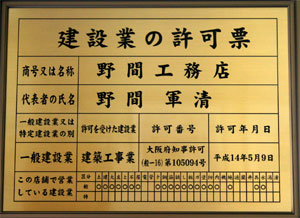 建設業の許可票
商号又は名称 野間工務店
代表者の氏名 野間 軍清
一般建設業又は特定建設業の別 許可を受けた建設業 許可番号 許可年月日
一般建設業 建築工事業 大阪府知事許可 (般-16)第105094号 平成14年5月9日
この店舗で営業している建設業